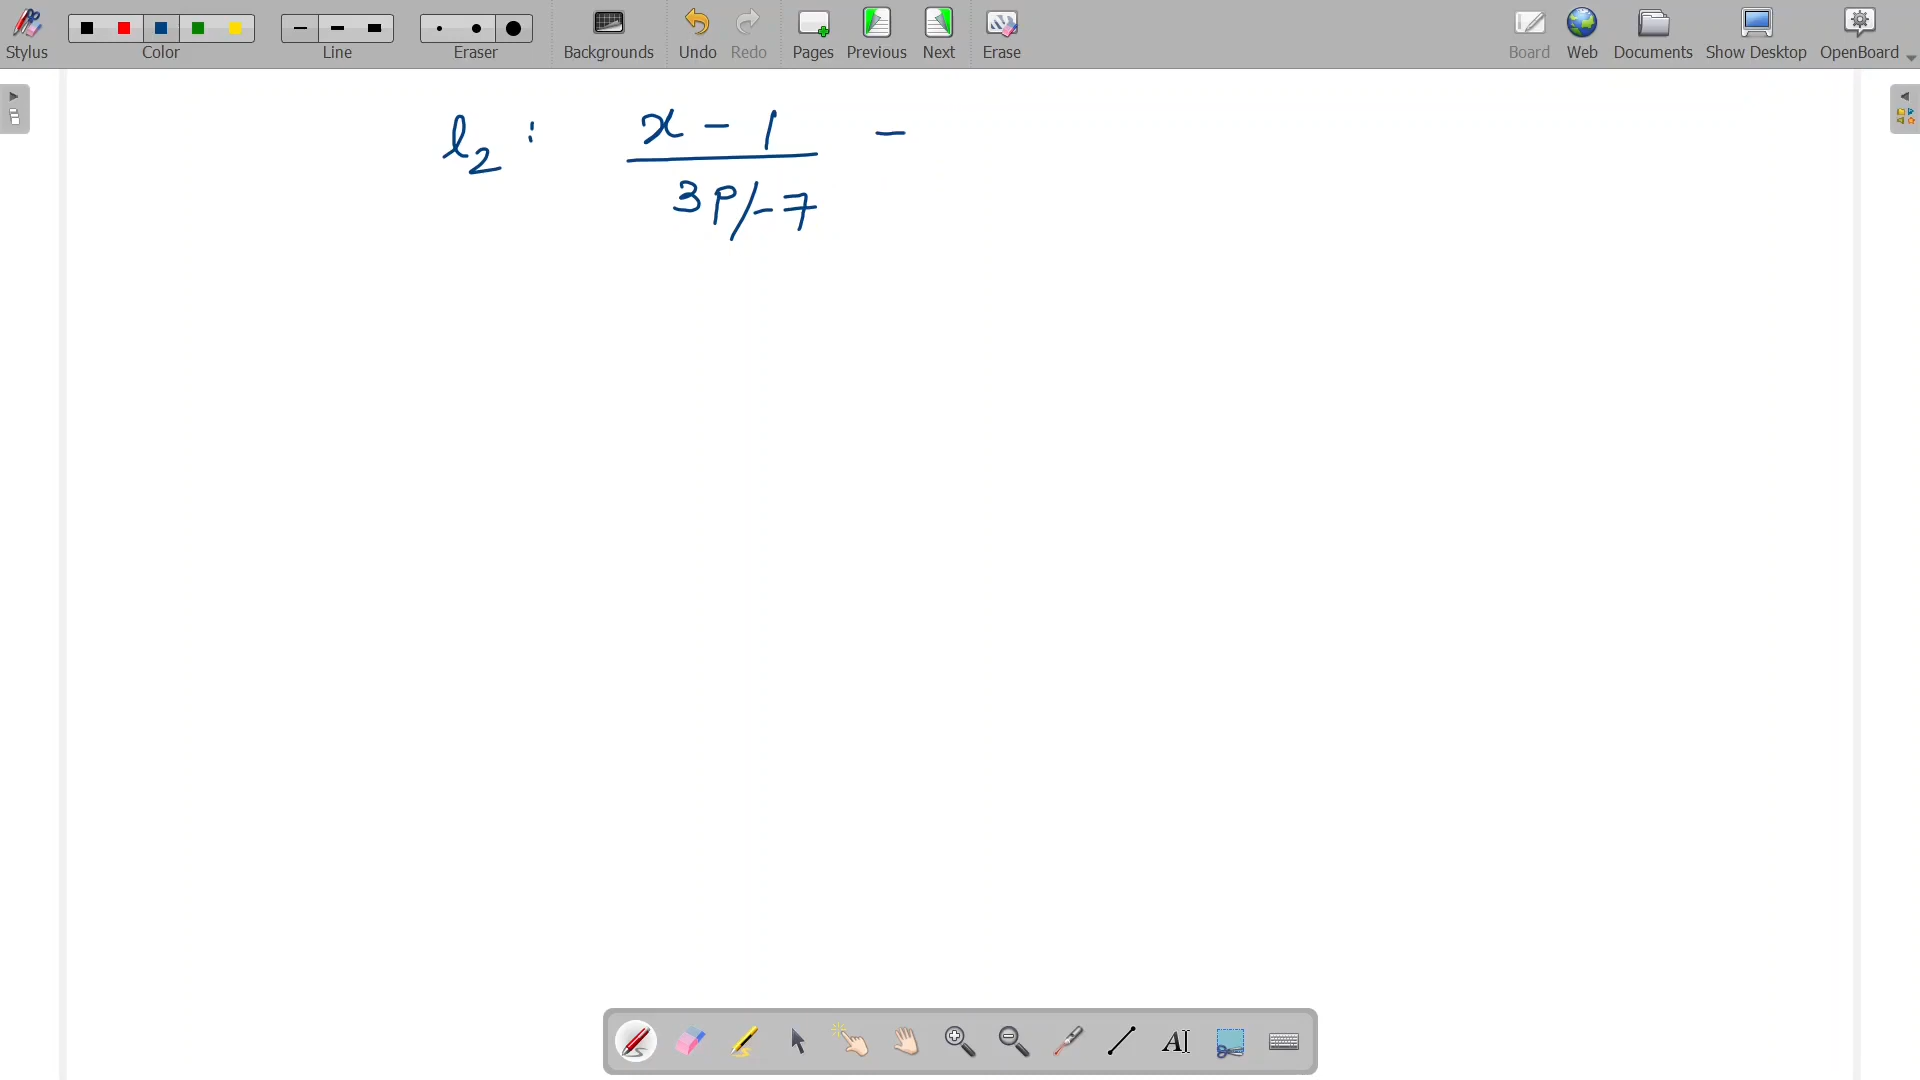 Stylus Color Line Eraser Backgrounds Undo Redo Pages Previous Next Erase Board Web Documents Show Desktop OpenBoard
l₂ : x - 1 -
3P/-7
AI